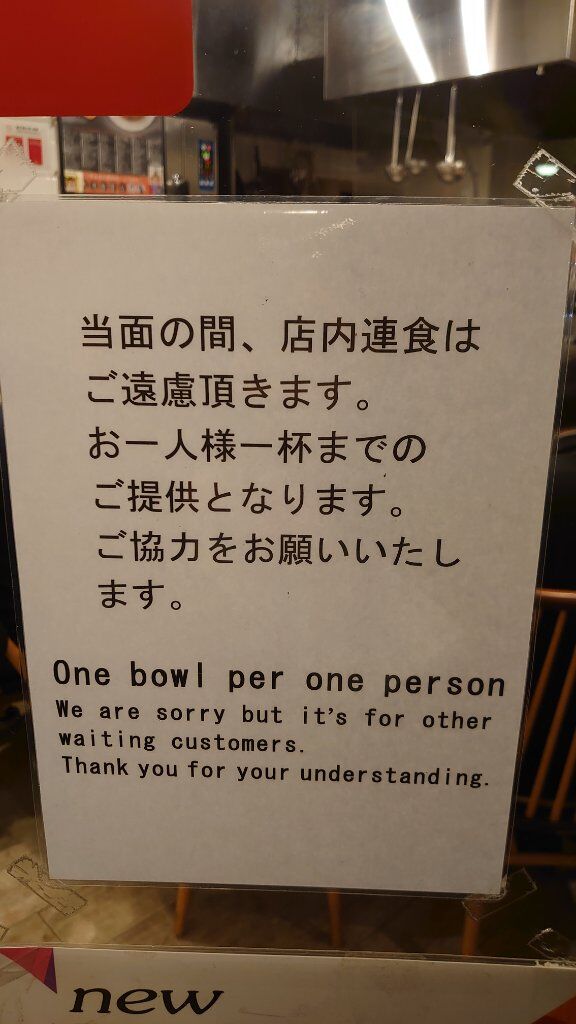 当面の間、店内連食は
ご遠慮頂きます。
お一人様一杯までの
ご提供となります。
ご協力をお願いいたし
ます。
One bowl per one person
We are sorry but it's for other
waiting customers.
Thank you for your understanding.
new